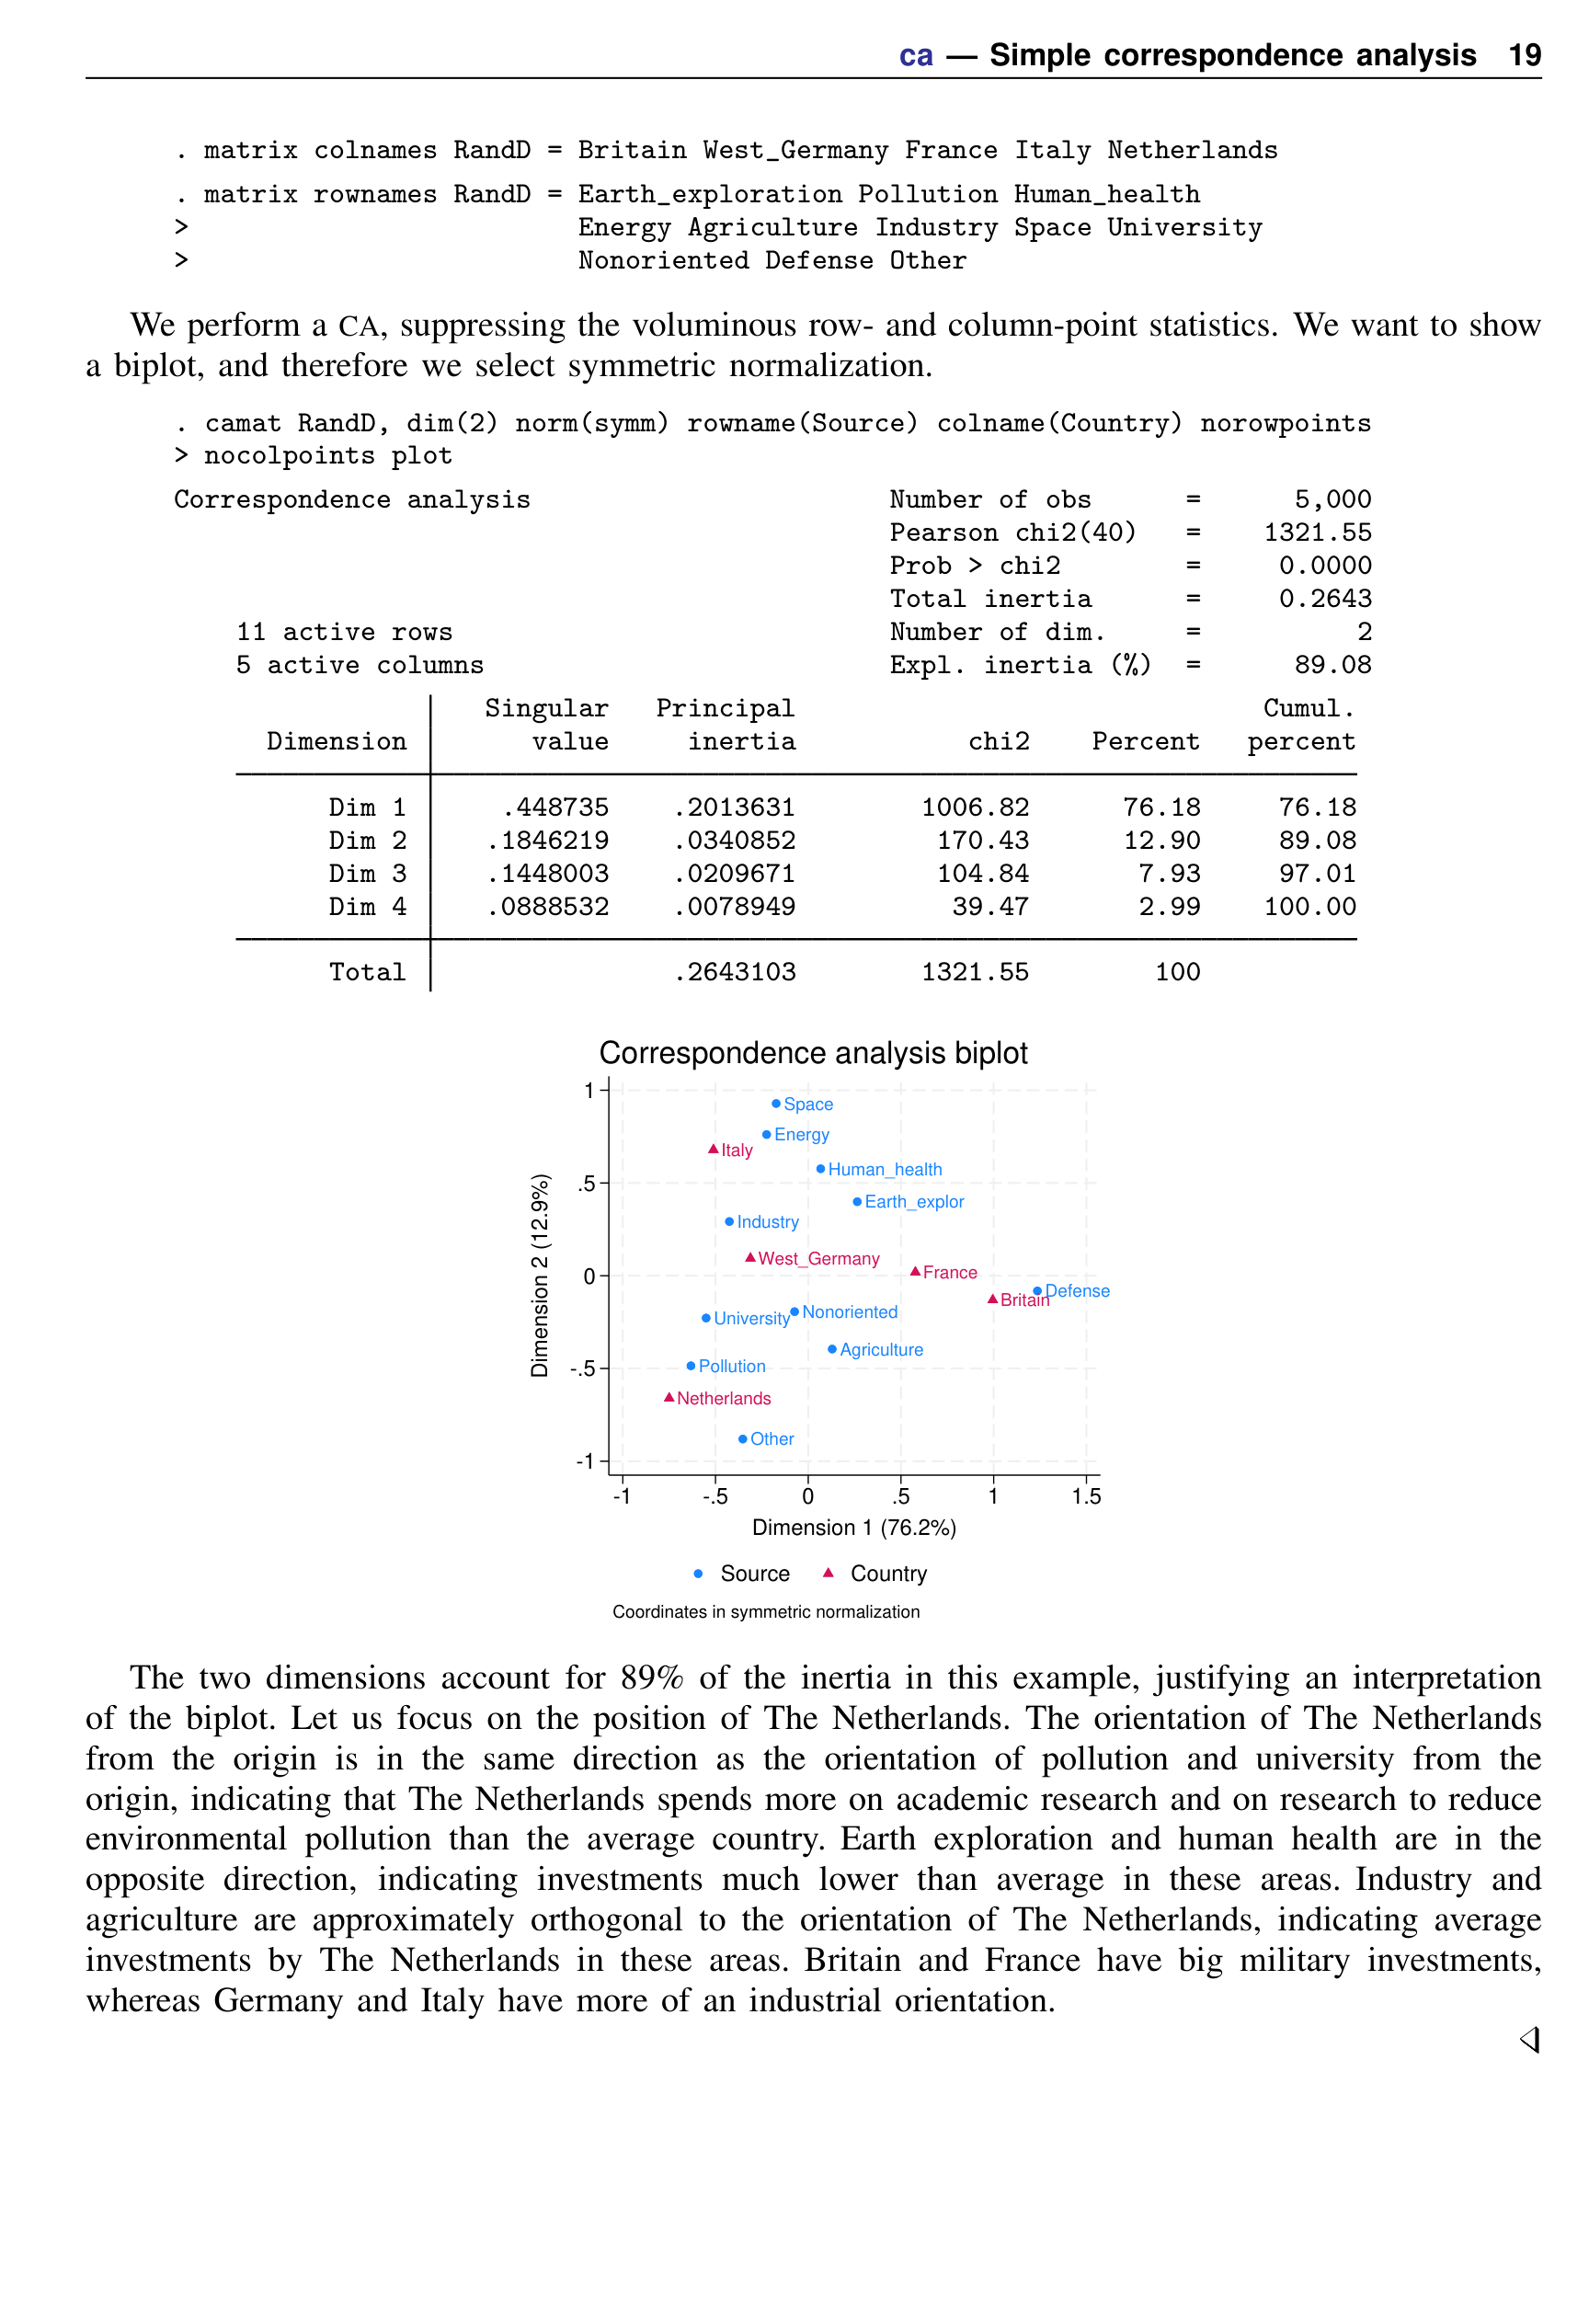 ca — Simple correspondence analysis 19
. matrix colnames RandD = Britain West_Germany France Italy Netherlands
. matrix rownames RandD = Earth_exploration Pollution Human_health
> Energy Agriculture Industry Space University
> Nonoriented Defense Other
We perform a CA, suppressing the voluminous row- and column-point statistics. We want to show
a biplot, and therefore we select symmetric normalization.
. camat RandD, dim(2) norm(symm) rowname(Source) colname(Country) norowpoints
> nocolpoints plot
Correspondence analysis Number of obs = 5,000
Pearson chi2(40) = 1321.55
Prob > chi2 = 0.0000
Total inertia = 0.2643
11 active rows Number of dim. = 2
5 active columns Expl. inertia (%) = 89.08
Singular Principal Cumul.
Dimension value inertia chi2 Percent percent
Dim 1 .448735 .2013631 1006.82 76.18 76.18
Dim 2 .1846219 .0340852 170.43 12.90 89.08
Dim 3 .1448003 .0209671 104.84 7.93 97.01
Dim 4 .0888532 .0078949 39.47 2.99 100.00
Total .2643103 1321.55 100
Correspondence analysis biplot
Dimension 2 (12.9%)
1
.5
0
-.5
-1
Space
Energy
Italy
Human_health
Earth_explor
Industry
West_Germany
France
Defense
Britain
Nonoriented
University
Agriculture
Pollution
Netherlands
Other
-1 -.5 0 .5 1 1.5
Dimension 1 (76.2%)
Source Country
Coordinates in symmetric normalization
The two dimensions account for 89% of the inertia in this example, justifying an interpretation
of the biplot. Let us focus on the position of The Netherlands. The orientation of The Netherlands
from the origin is in the same direction as the orientation of pollution and university from the
origin, indicating that The Netherlands spends more on academic research and on research to reduce
environmental pollution than the average country. Earth exploration and human health are in the
opposite direction, indicating investments much lower than average in these areas. Industry and
agriculture are approximately orthogonal to the orientation of The Netherlands, indicating average
investments by The Netherlands in these areas. Britain and France have big military investments,
whereas Germany and Italy have more of an industrial orientation.